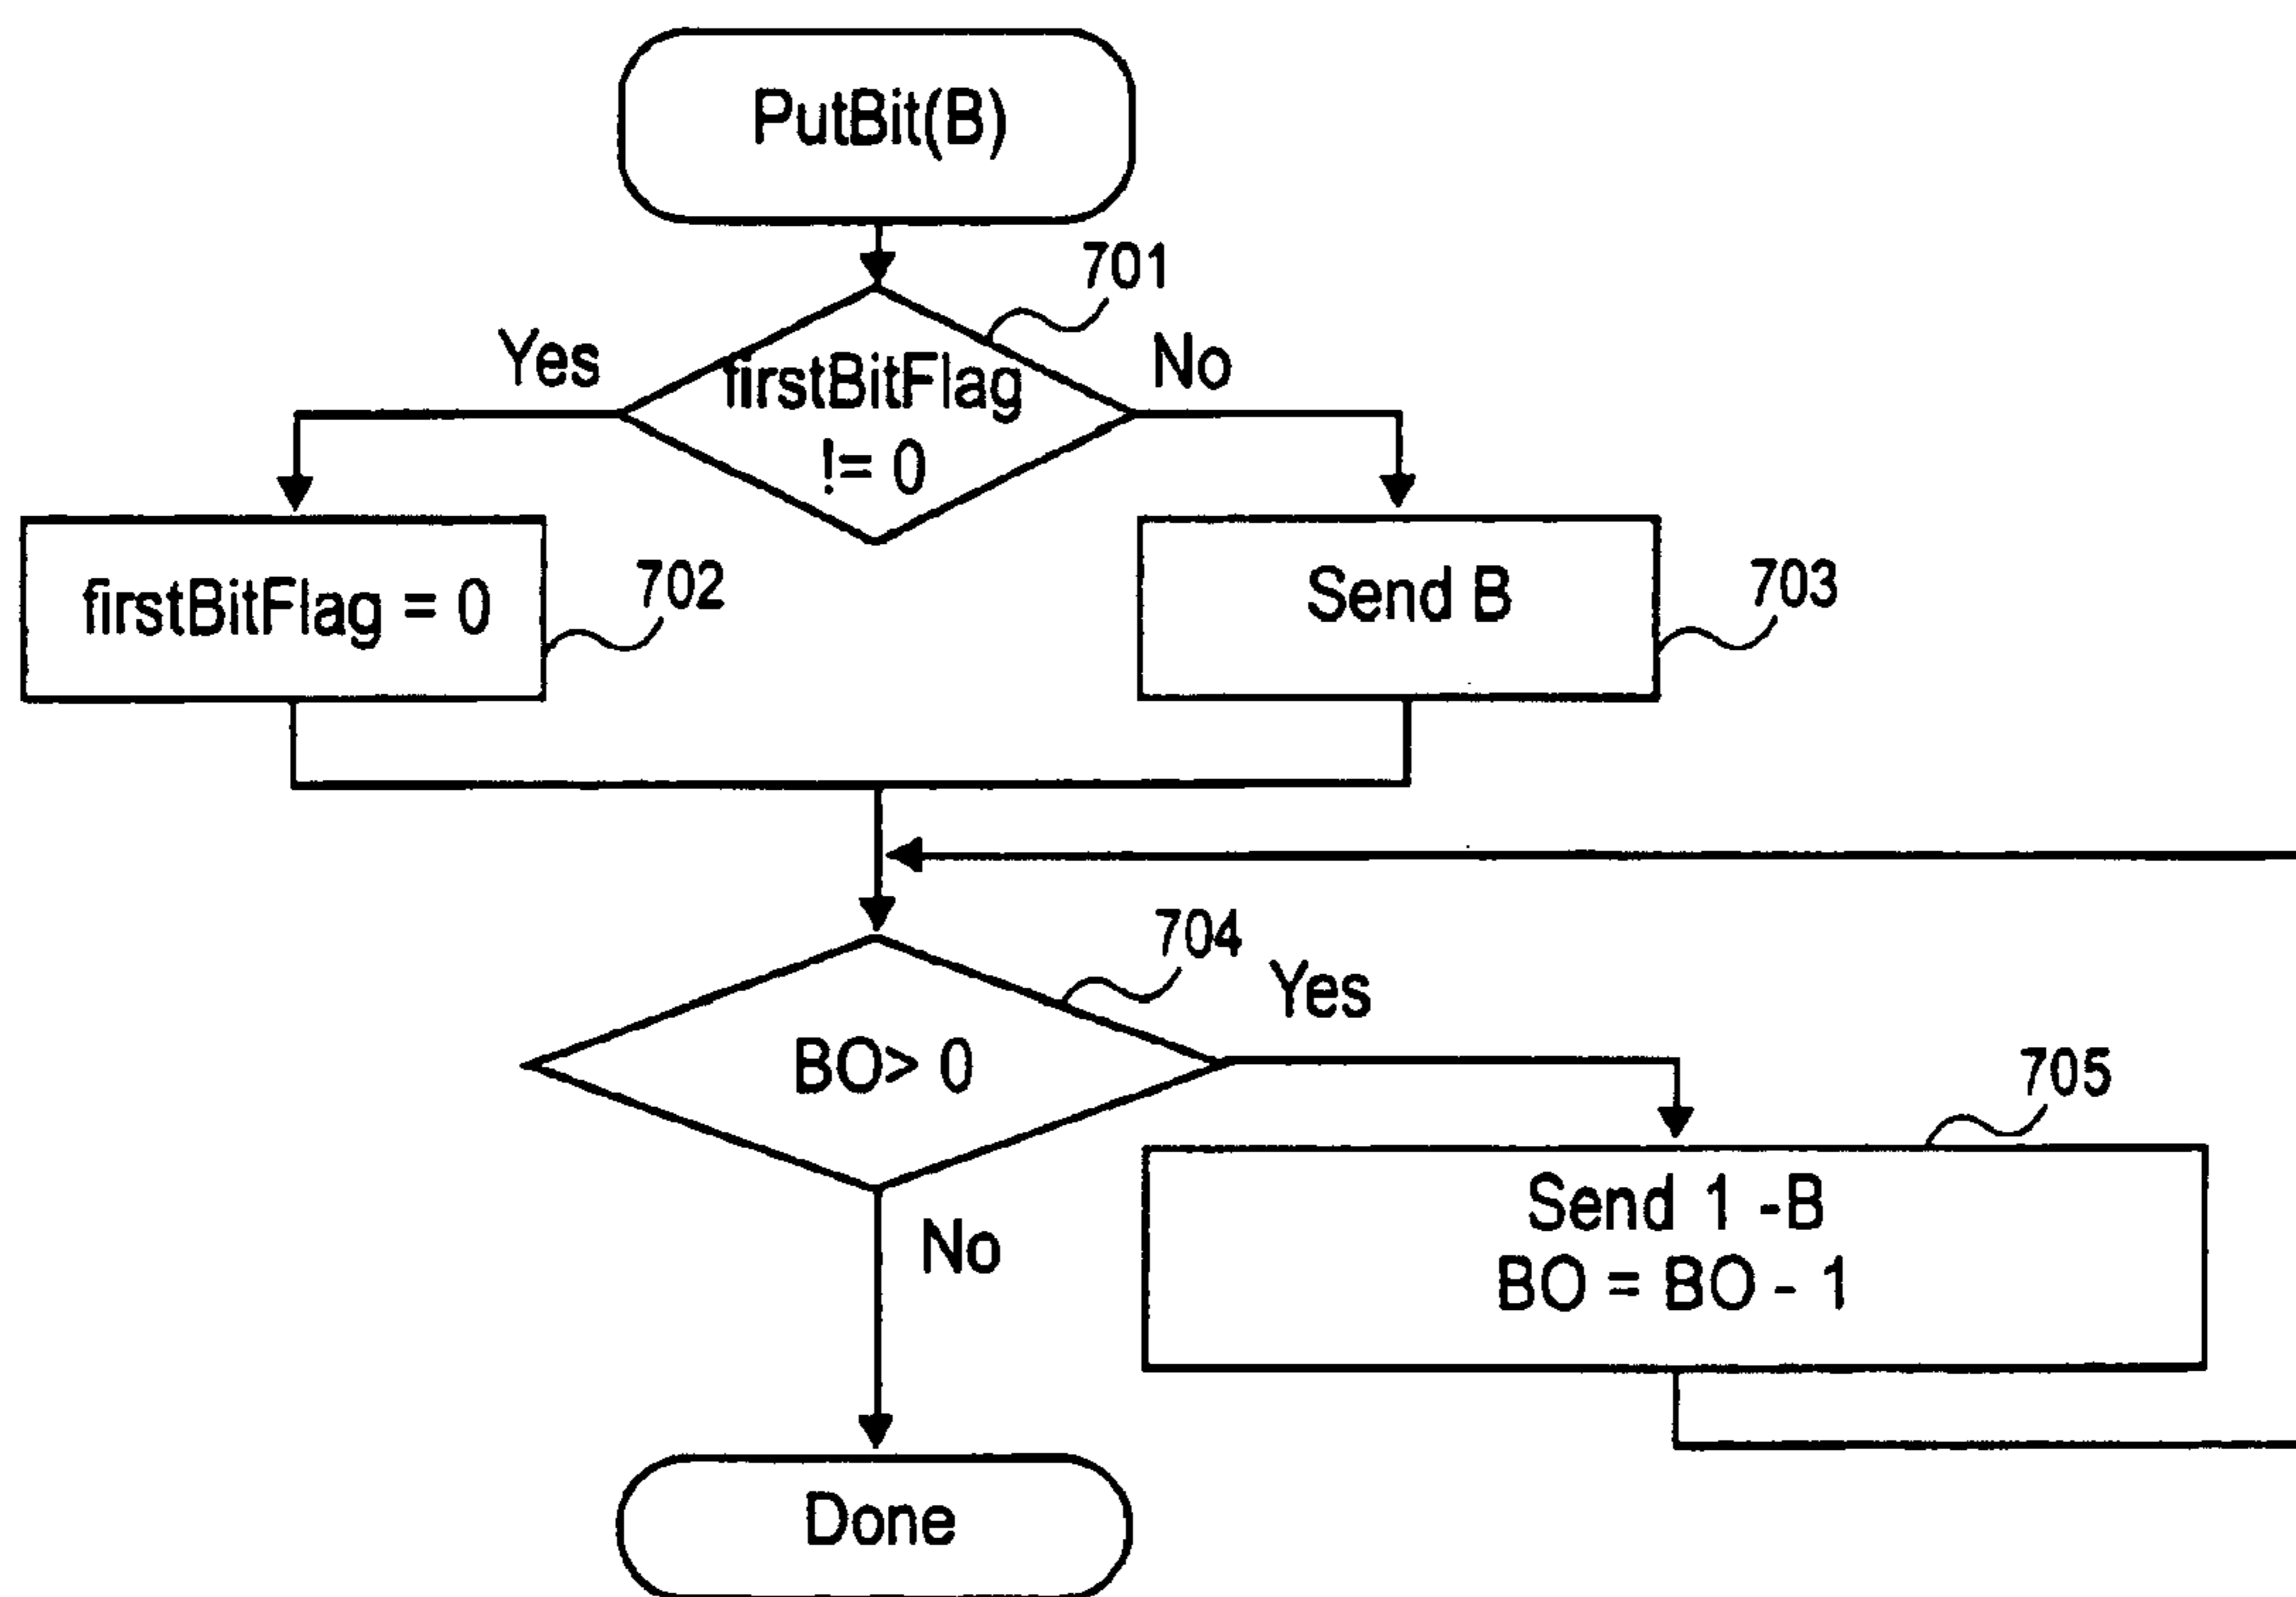 PutBit(B)
701
Yes
No
firstBitFlag
!= 0
firstBitFlag = 0
702
Send B
703
704
Yes
BO> 0
705
Send 1 -B
BO = BO - 1
No
Done